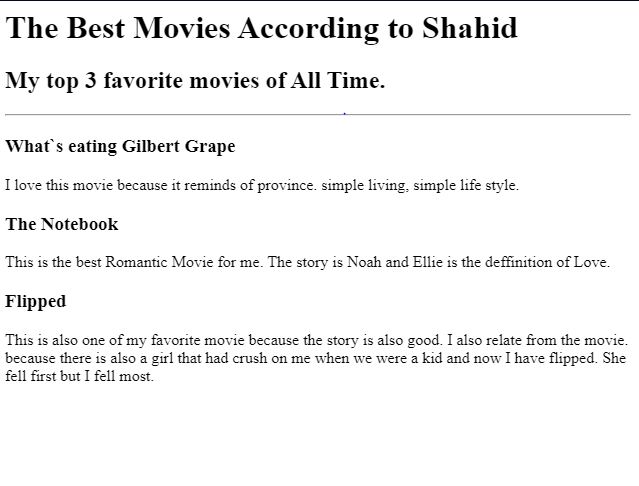 The Best Movies According to Shahid
My top 3 favorite movies of All Time.
What`s eating Gilbert Grape
I love this movie because it reminds of province. simple living, simple life style.
The Notebook
This is the best Romantic Movie for me. The story is Noah and Ellie is the deffinition of Love.
Flipped
This is also one of my favorite movie because the story is also good. I also relate from the movie.
because there is also a girl that had crush on me when we were a kid and now I have flipped. She
fell first but I fell most.